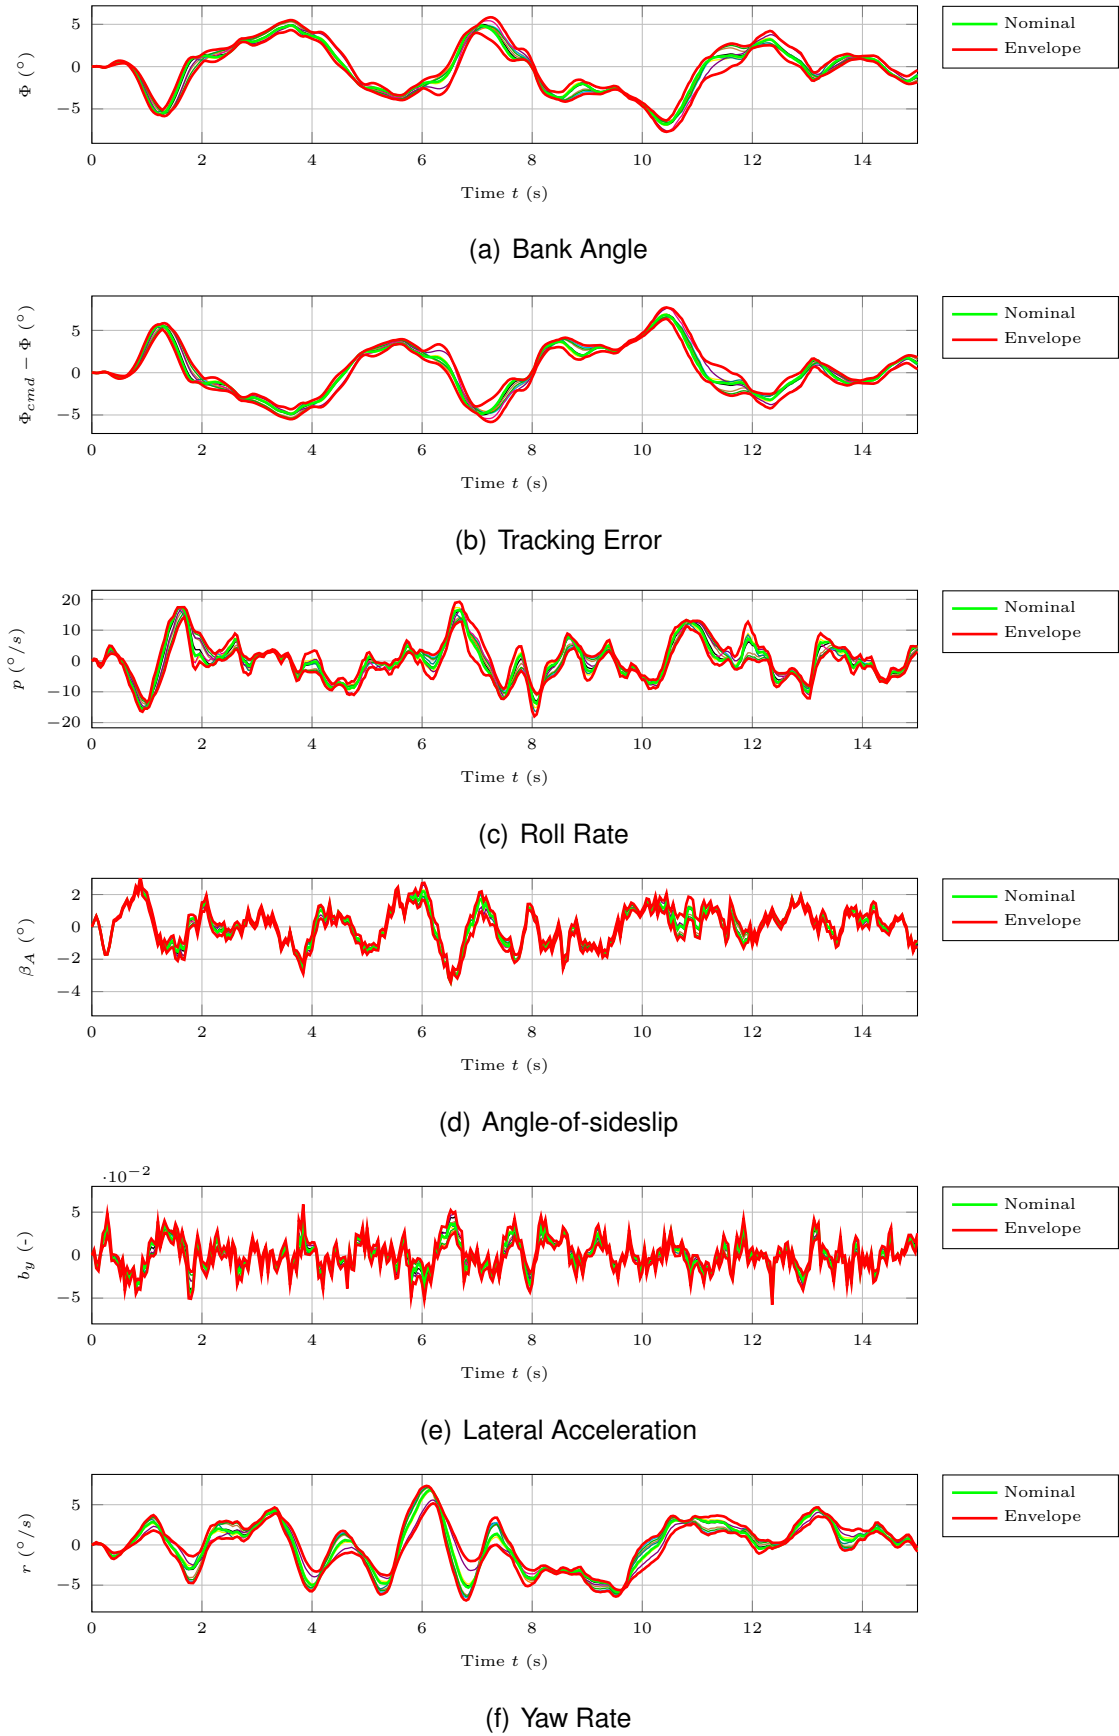 5
0
−5
Φ (°)
Nominal
Envelope
0 2 4 6 8 10 12 14
Time t (s)
(a) Bank Angle
5
0
−5
Φcmd − Φ (°)
Nominal
Envelope
0 2 4 6 8 10 12 14
Time t (s)
(b) Tracking Error
20
10
0
−10
−20
p (°/s)
Nominal
Envelope
0 2 4 6 8 10 12 14
Time t (s)
(c) Roll Rate
2
0
−2
−4
βA (°)
Nominal
Envelope
0 2 4 6 8 10 12 14
Time t (s)
(d) Angle-of-sideslip
·10−2
5
0
−5
by (-)
Nominal
Envelope
0 2 4 6 8 10 12 14
Time t (s)
(e) Lateral Acceleration
5
0
−5
r (°/s)
Nominal
Envelope
0 2 4 6 8 10 12 14
Time t (s)
(f) Yaw Rate